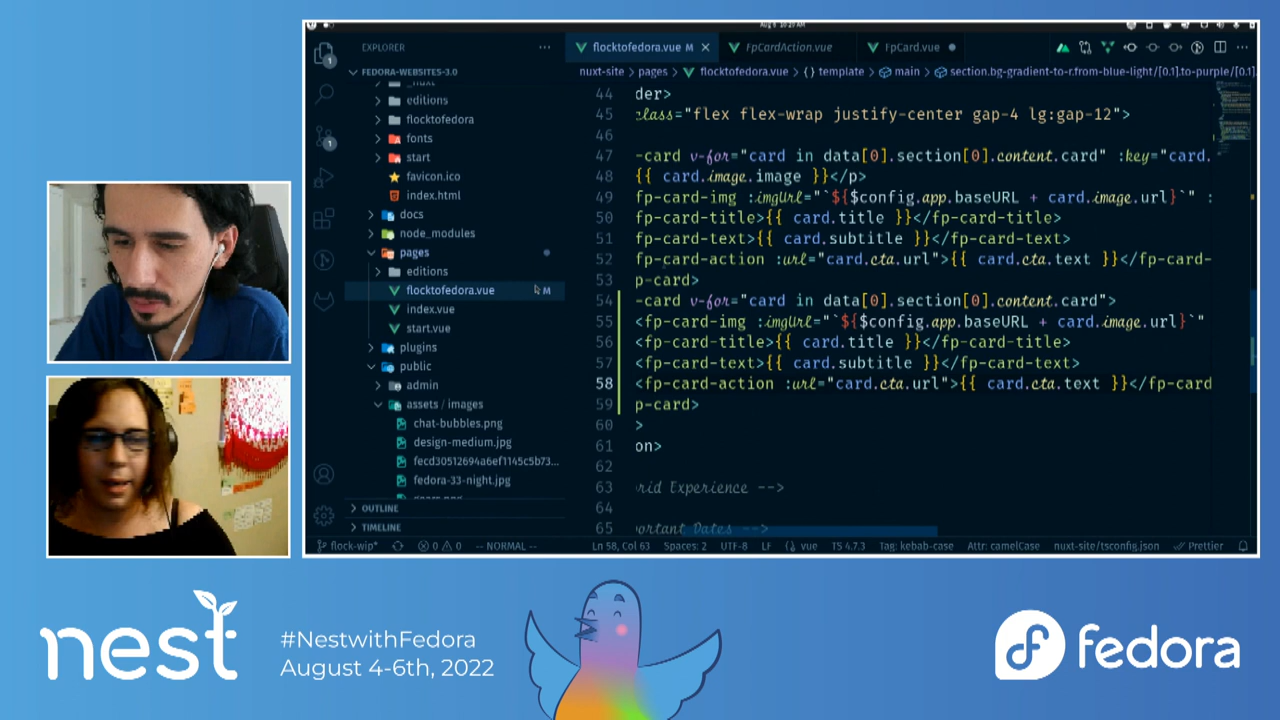 EXPLORER
FEDORA-WEBSITES-3.0
editions
flocktofedora
fonts
start
favicon.ico
index.html
docs
node_modules
pages
editions
flocktofedora.vue M
index.vue
start.vue
plugins
public
admin
assets / images
chat-bubbles.png
design-medium.jpg
fecd30512694a6ef1145c5b73...
fedora-33-night.jpg
OUTLINE
TIMELINE
flocktofedora.vue M
FpCardAction.vue
FpCard.vue
nuxt-site > pages > flocktofedora.vue > {} template > main > section.bg-gradient-to-r.from-blue-light/[0.1].to-purple/[0.1]
44 der>
45 class="flex flex-wrap justify-center gap-4 lg:gap-12">
46
47 -card v-for="card in data[0].section[0].content.card" :key="card.
48 {{ card.image.image }}</p>
49 fp-card-img :imgUrl="`${$config.app.baseURL + card.image.url}`" :
50 fp-card-title>{{ card.title }}</fp-card-title>
51 fp-card-text>{{ card.subtitle }}</fp-card-text>
52 fp-card-action :url="card.cta.url">{{ card.cta.text }}</fp-card-
53 p-card>
54 -card v-for="card in data[0].section[0].content.card">
55 <fp-card-img :imgUrl="`${$config.app.baseURL + card.image.url}`"
56 <fp-card-title>{{ card.title }}</fp-card-title>
57 <fp-card-text>{{ card.subtitle }}</fp-card-text>
58 <fp-card-action :url="card.cta.url">{{ card.cta.text }}</fp-card
59 p-card>
60 >
61 on>
62
63 rid Experience -->
64
65 ortant Dates -->
flock-wip* 0 0 -- NORMAL -- Ln 58, Col 63 Spaces: 2 UTF-8 LF vue TS 4.7.3 Tag: kebab-case Attr: camelCase nuxt-site/tsconfig.json Prettier
nest
#NestwithFedora
August 4-6th, 2022
fedora